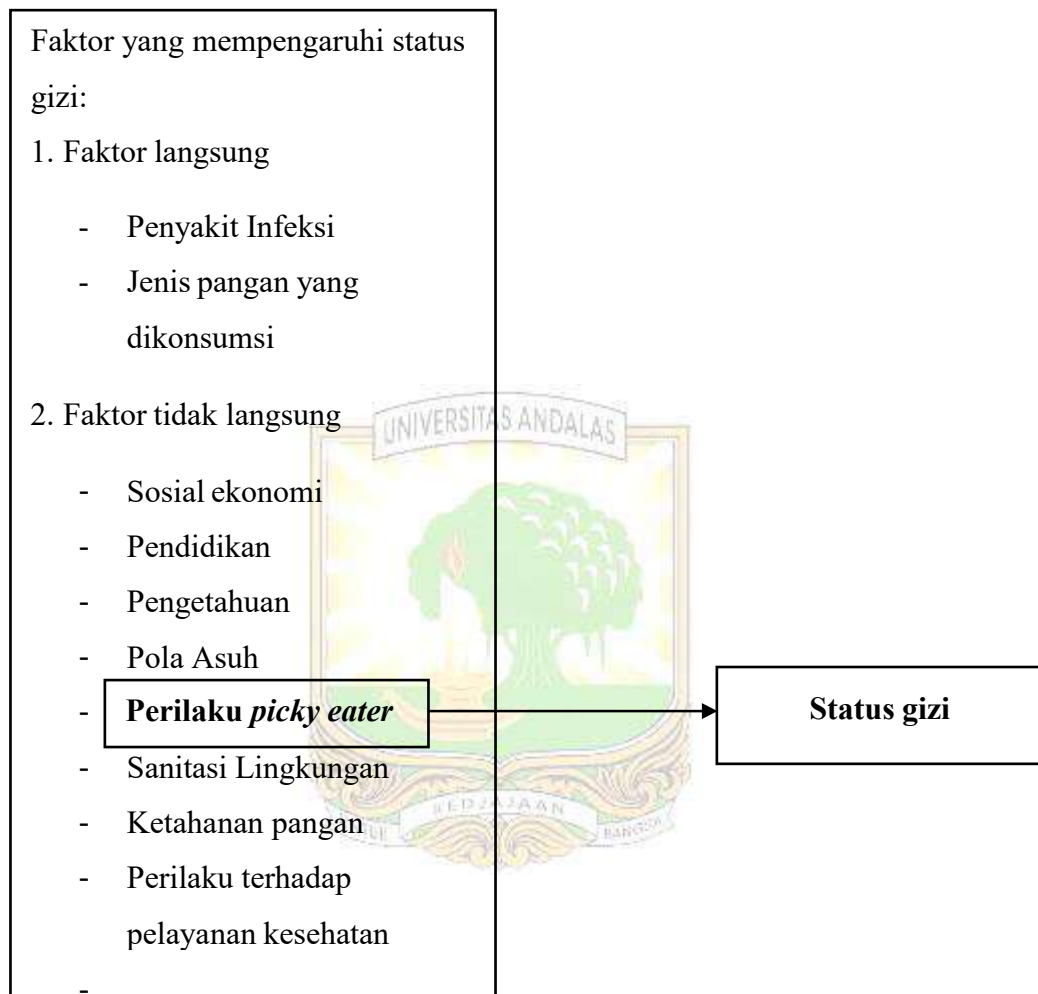 Faktor yang mempengaruhi status
gizi:
1. Faktor langsung
- Penyakit Infeksi
- Jenis pangan yang
dikonsumsi
2. Faktor tidak langsung
UNIVERSITAS ANDALAS
- Sosial ekonomi
- Pendidikan
- Pengetahuan
- Pola Asuh
- Perilaku picky eater
Status gizi
- Sanitasi Lingkungan
- Ketahanan pangan
KEDJAJAAN
BANGSA
- Perilaku terhadap
pelayanan kesehatan
-